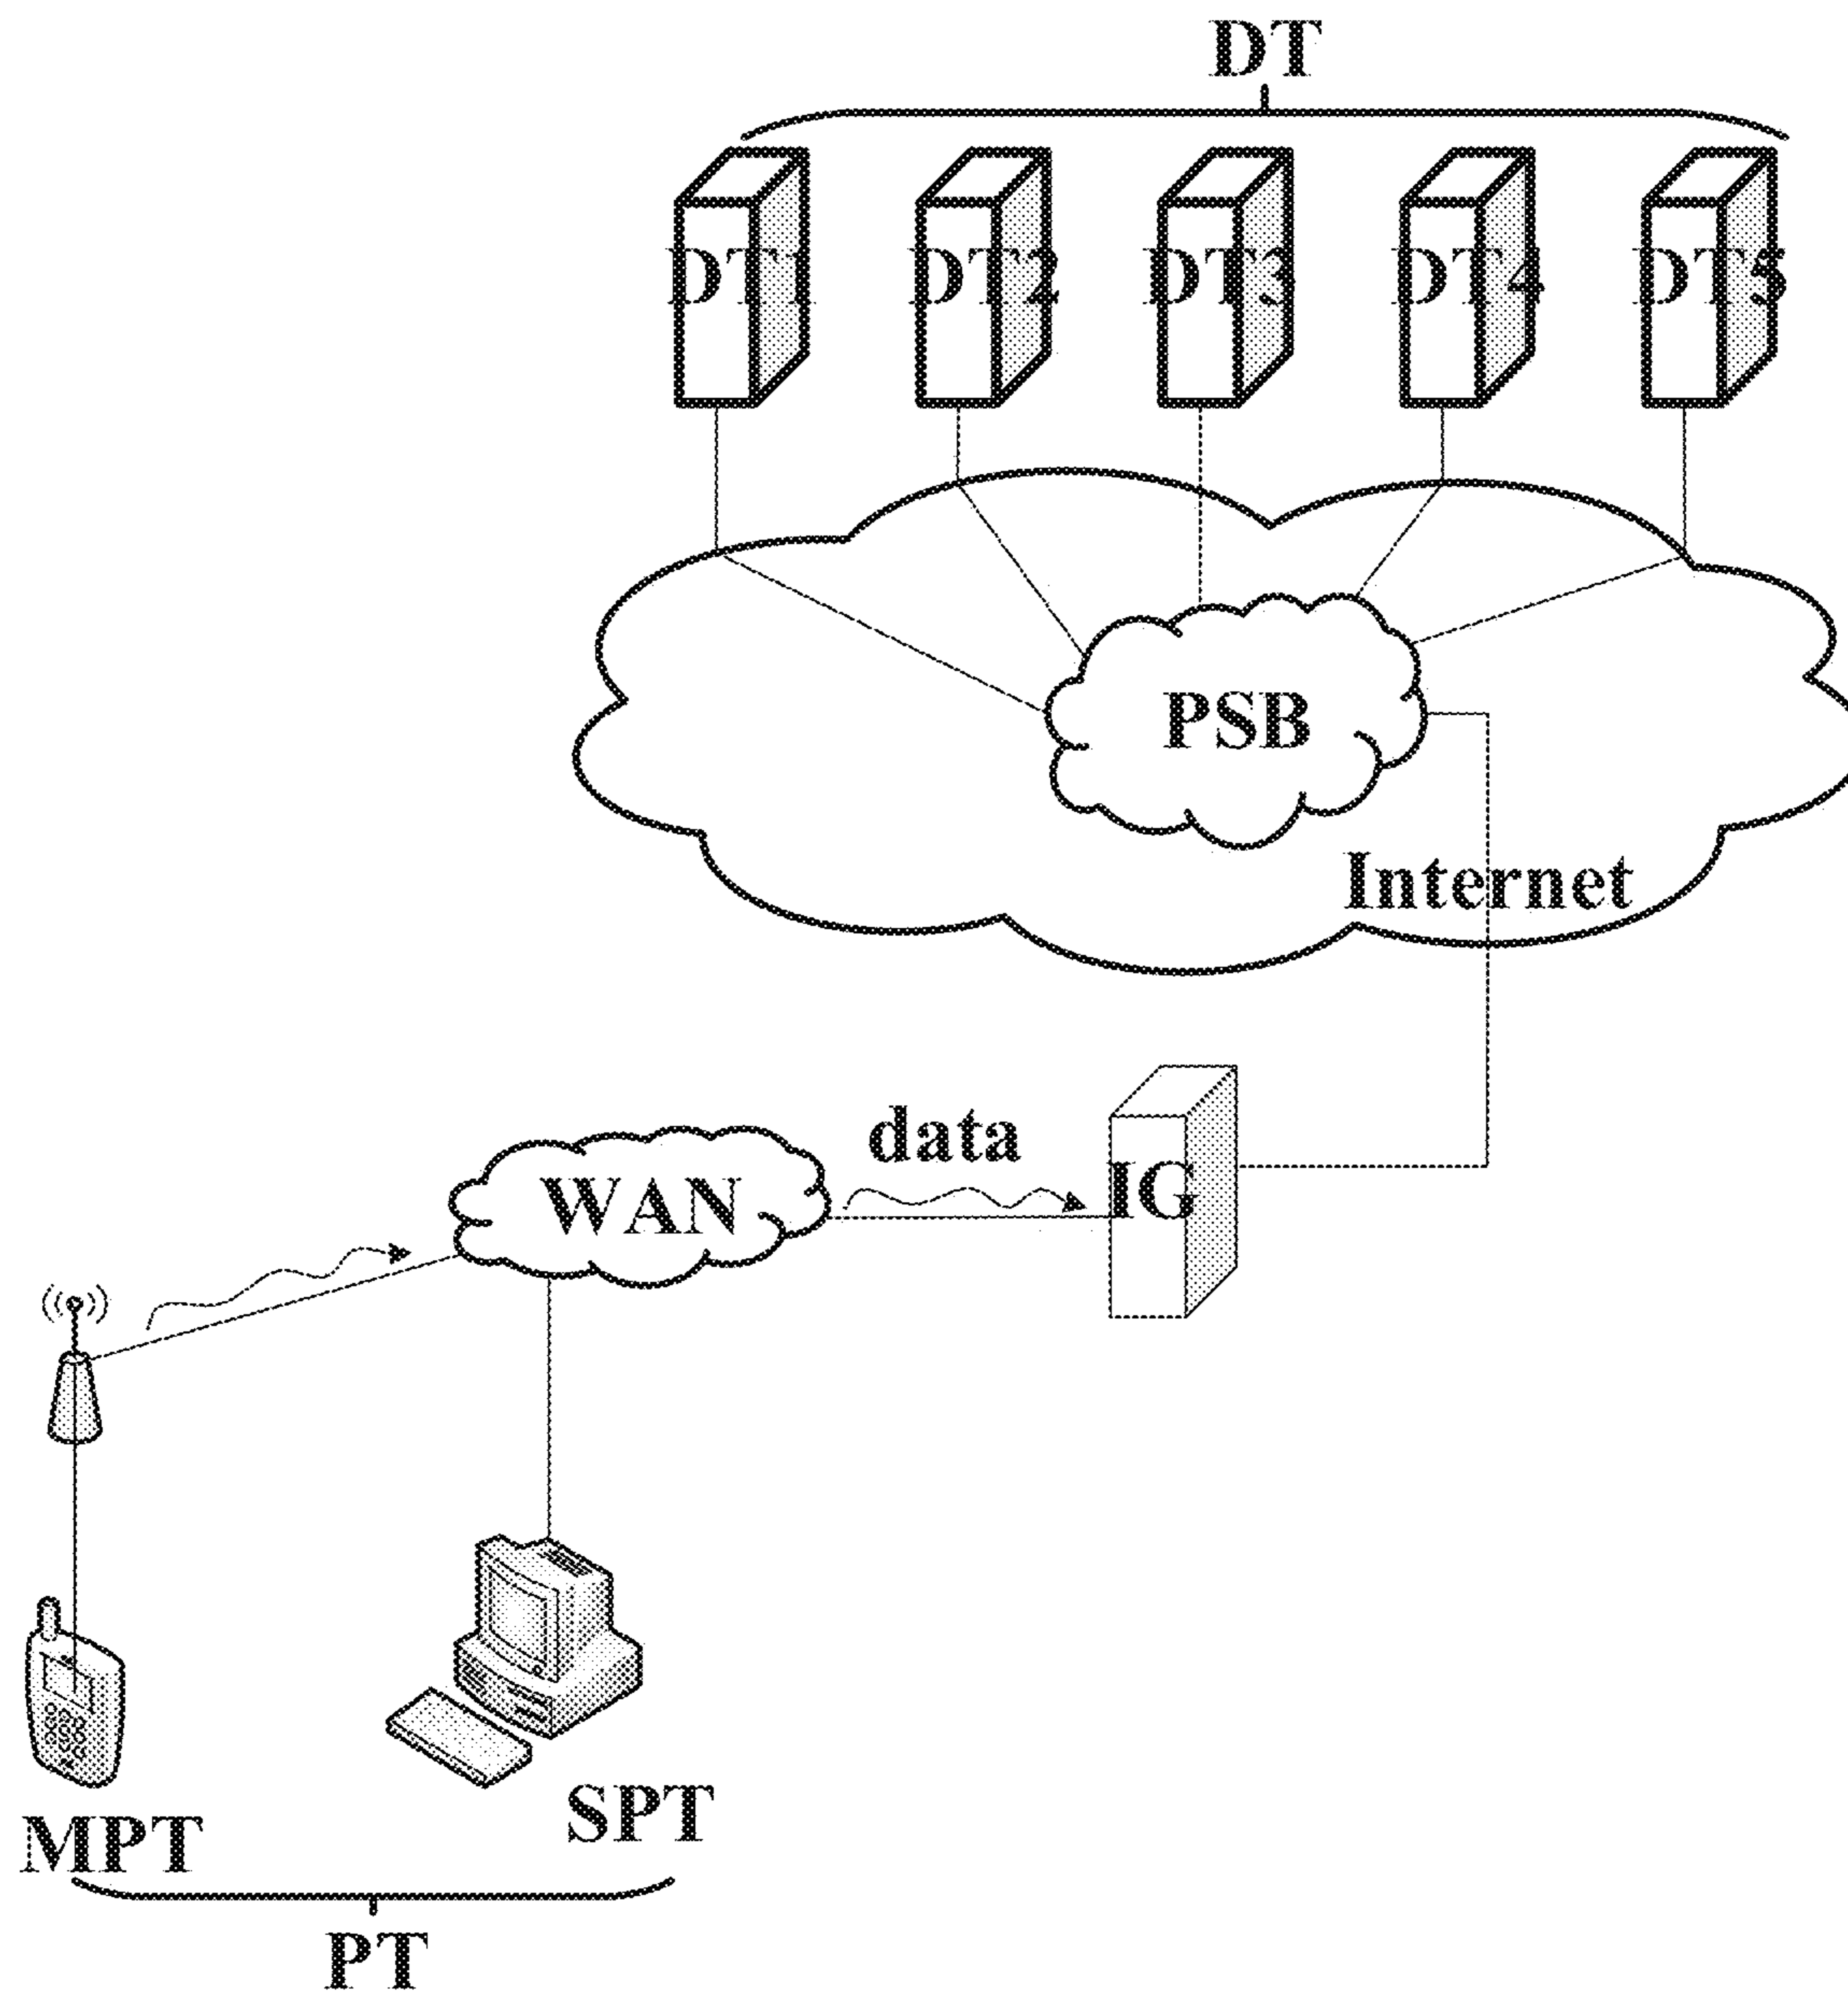 DT
DT1 DT2 DT3 DT4 DT5
PSB
Internet
data
WAN
IG
SPT
MPT
PT